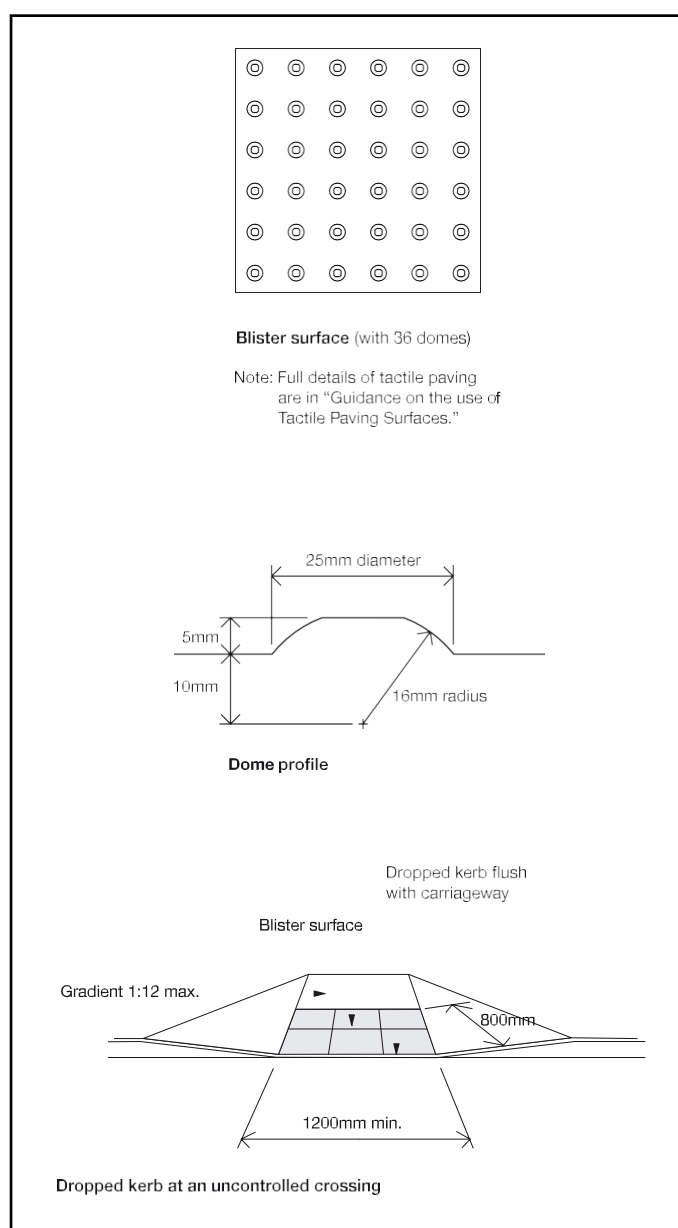 Blister surface (with 36 domes)
Note: Full details of tactile paving
are in “Guidance on the use of
Tactile Paving Surfaces.”
25mm diameter
5mm
10mm
16mm radius
Dome profile
Dropped kerb flush
with carriageway
Blister surface
Gradient 1:12 max.
800mm
1200mm min.
Dropped kerb at an uncontrolled crossing